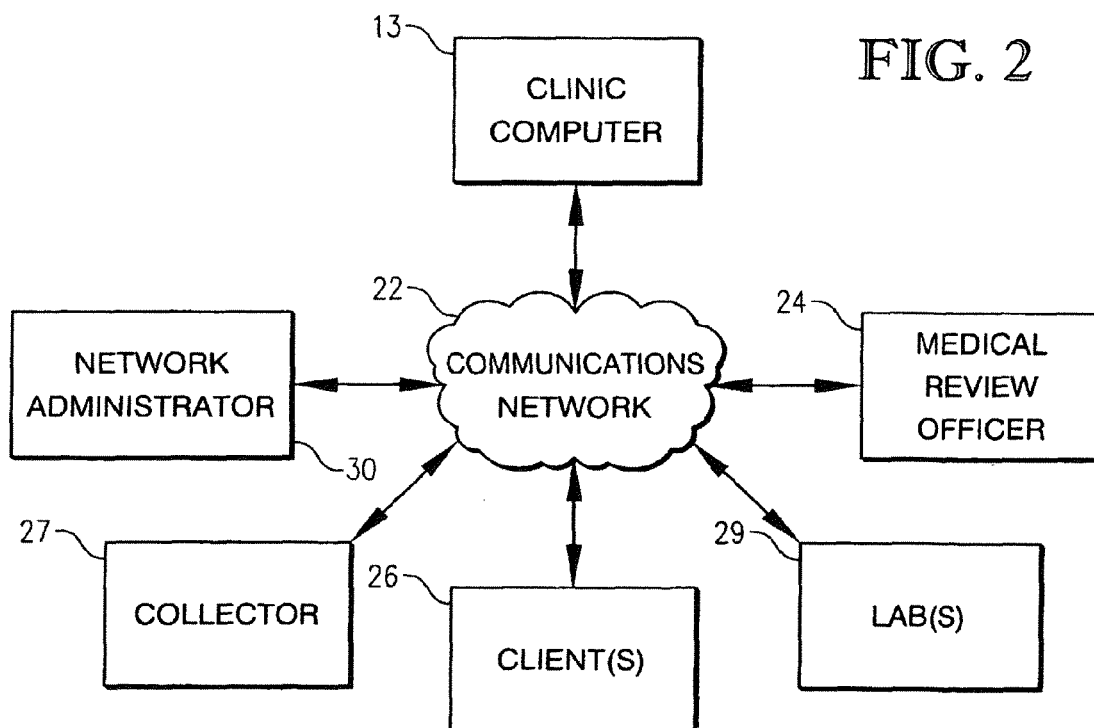 FIG. 2
13
CLINIC
COMPUTER
22
COMMUNICATIONS
NETWORK
24
MEDICAL
REVIEW
OFFICER
NETWORK
ADMINISTRATOR
30
27
COLLECTOR
26
CLIENT(S)
29
LAB(S)